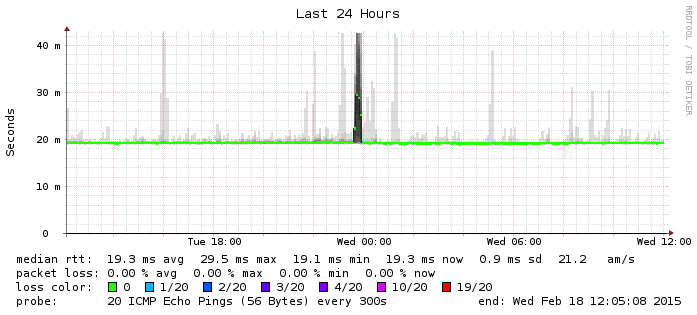 Last 24 Hours
RRDTOOL / TOBI OETIKER
Seconds
40 m
30 m
20 m
10 m
0
Tue 18:00 Wed 00:00 Wed 06:00 Wed 12:00
median rtt: 19.3 ms avg 29.5 ms max 19.1 ms min 19.3 ms now 0.9 ms sd 21.2 am/s
packet loss: 0.00 % avg 0.00 % max 0.00 % min 0.00 % now
loss color: 0 1/20 2/20 3/20 4/20 10/20 19/20
probe: 20 ICMP Echo Pings (56 Bytes) every 300s end: Wed Feb 18 12:05:08 2015